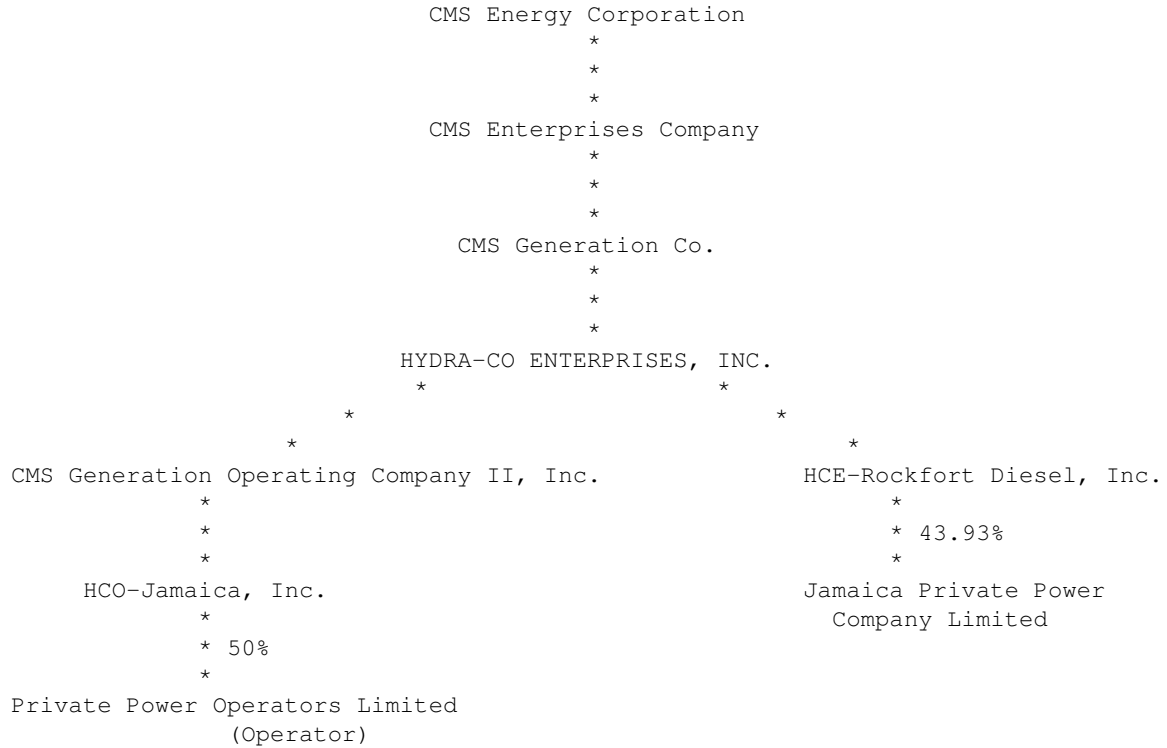 CMS Energy Corporation
*
*
*
CMS Enterprises Company
*
*
*
CMS Generation Co.
*
*
*
HYDRA-CO ENTERPRISES, INC.
* *
* *
* *
CMS Generation Operating Company II, Inc. HCE-Rockfort Diesel, Inc.
* *
* * 43.93%
* *
HCO-Jamaica, Inc. Jamaica Private Power
* Company Limited
* 50%
*
Private Power Operators Limited
(Operator)